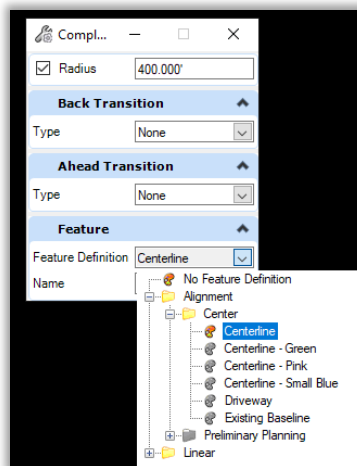 Compl...
Radius 400.000'
Back Transition
Type None
Ahead Transition
Type None
Feature
Feature Definition Centerline
Name
No Feature Definition
Alignment
Center
Centerline
Centerline - Green
Centerline - Pink
Centerline - Small Blue
Driveway
Existing Baseline
Preliminary Planning
Linear